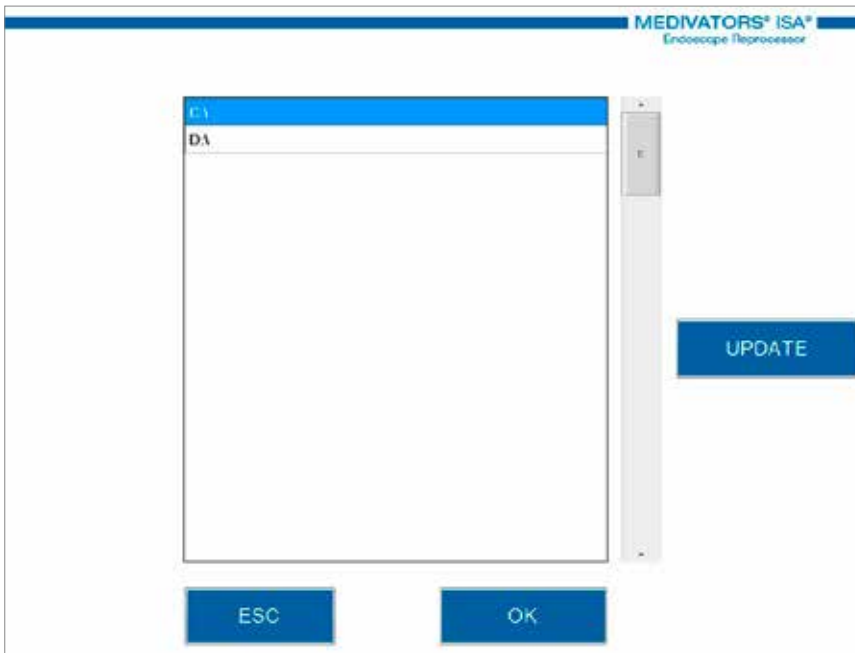 MEDIVATORS® ISA®
Endoscope Reprocessor
C:\
D:\
UPDATE
ESC
OK